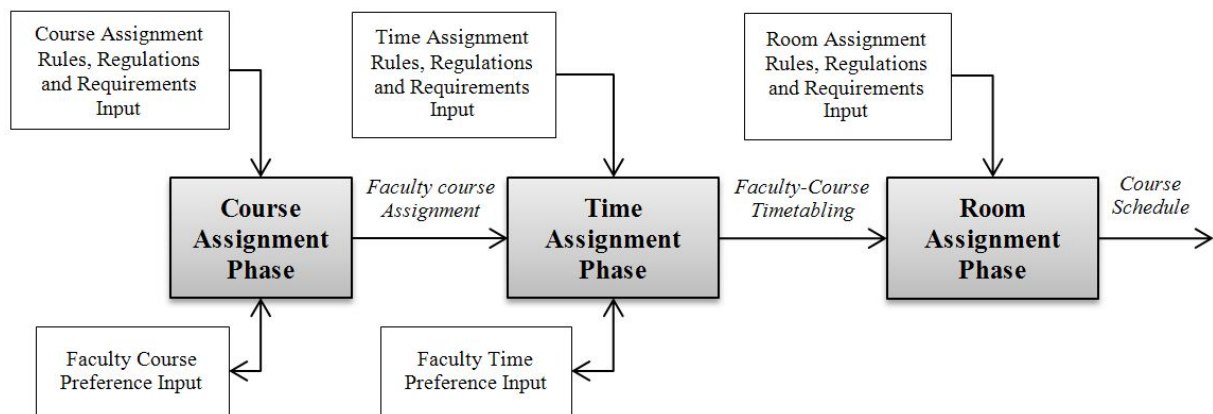 Course Assignment
Rules, Regulations
and Requirements
Input
Time Assignment
Rules, Regulations
and Requirements
Input
Room Assignment
Rules, Regulations
and Requirements
Input
Course
Assignment
Phase
Faculty course
Assignment
Time
Assignment
Phase
Faculty-Course
Timetabling
Room
Assignment
Phase
Course
Schedule
Faculty Course
Preference Input
Faculty Time
Preference Input